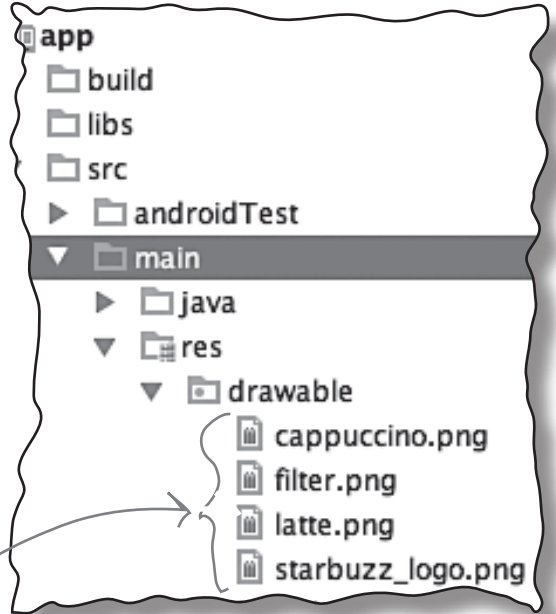 app
build
libs
src
androidTest
main
java
res
drawable
cappuccino.png
filter.png
latte.png
starbuzz_logo.png